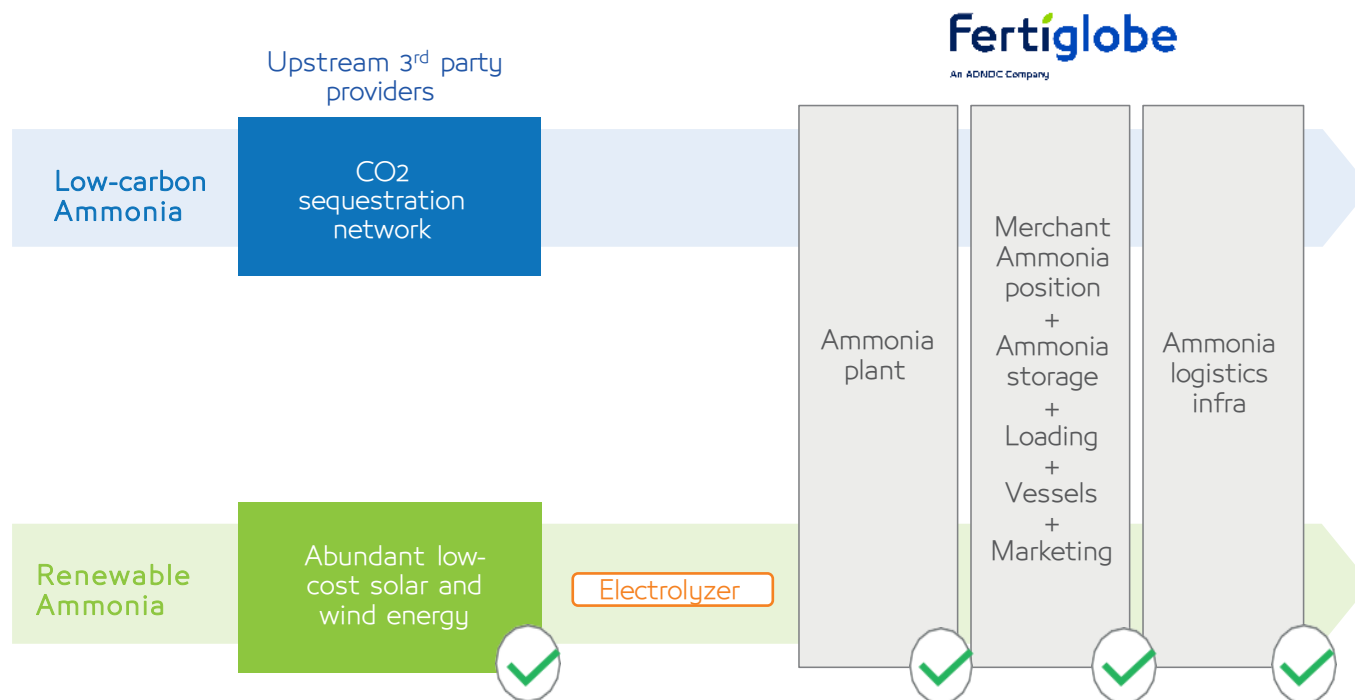 Fertiglobe
An ADNOC Company
Upstream 3rd party
providers
Low-carbon
Ammonia
CO2
sequestration
network
Ammonia
plant
Merchant
Ammonia
position
+
Ammonia
storage
+
Loading
+
Vessels
+
Marketing
Ammonia
logistics
infra
Renewable
Ammonia
Abundant low-
cost solar and
wind energy
Electrolyzer